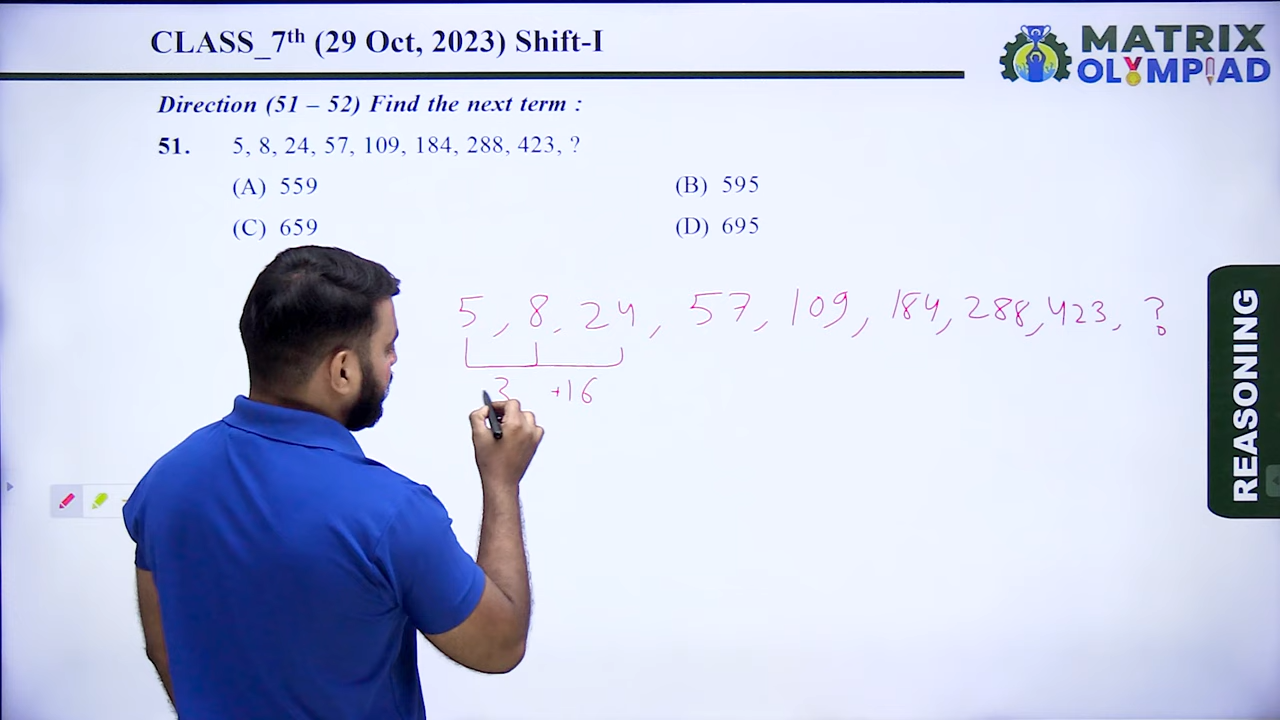 CLASS_7th (29 Oct, 2023) Shift-I
MATRIX
OLYMPIAD
Direction (51 – 52) Find the next term :
51. 5, 8, 24, 57, 109, 184, 288, 423, ?
(A) 559
(B) 595
(C) 659
(D) 695
5, 8, 24, 57, 109, 184, 288, 423, ?
3 +16
REASONING